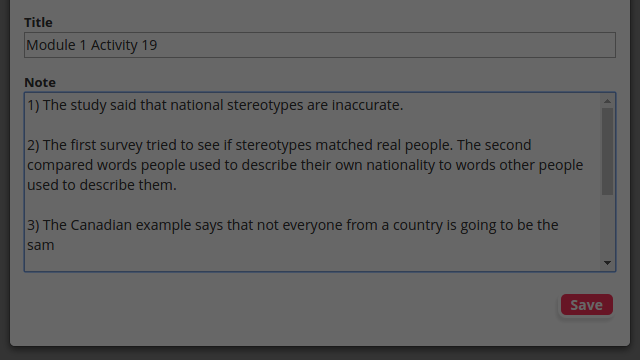 Title
Module 1 Activity 19
Note
1) The study said that national stereotypes are inaccurate.
2) The first survey tried to see if stereotypes matched real people. The second
compared words people used to describe their own nationality to words other people
used to describe them.
3) The Canadian example says that not everyone from a country is going to be the
sam
Save